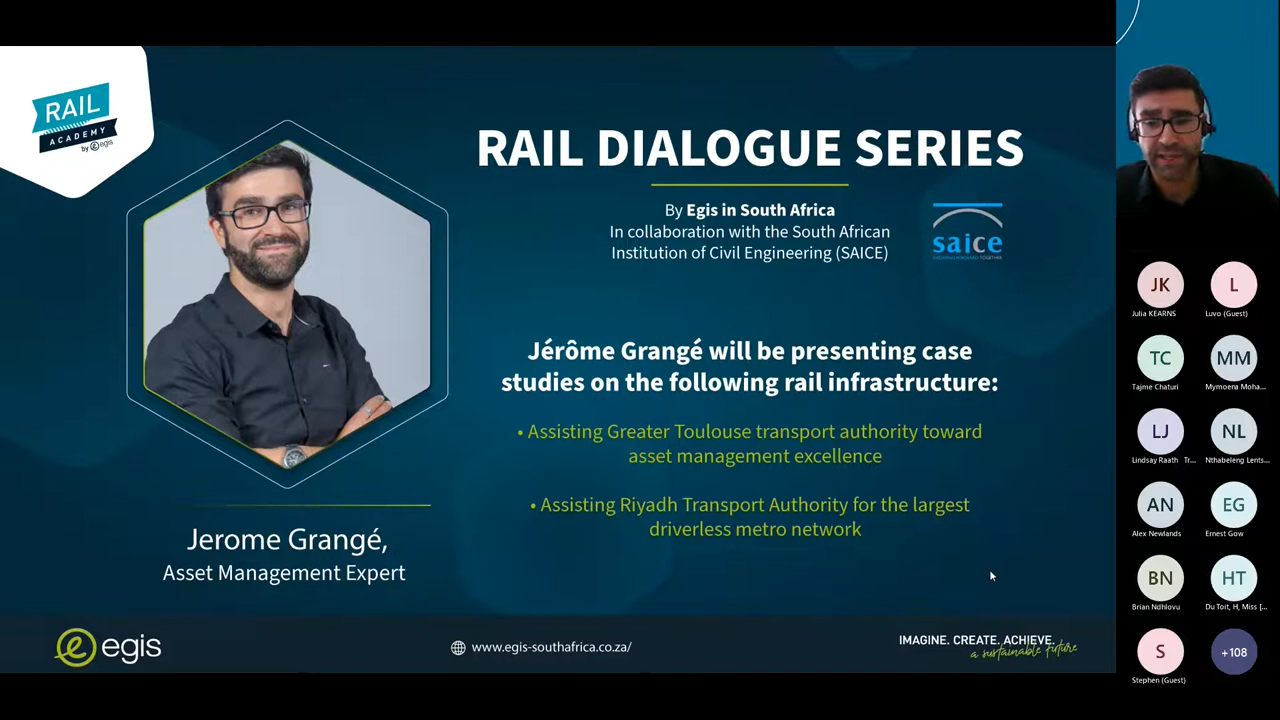 RAIL
ACADEMY
by egis
RAIL DIALOGUE SERIES
By Egis in South Africa
In collaboration with the South African
Institution of Civil Engineering (SAICE)
saice
Jérôme Grangé will be presenting case
studies on the following rail infrastructure:
• Assisting Greater Toulouse transport authority toward
asset management excellence
• Assisting Riyadh Transport Authority for the largest
driverless metro network
Jerome Grangé,
Asset Management Expert
egis
www.egis-southafrica.co.za/
IMAGINE. CREATE. ACHIEVE.
a sustainable future
JK
Julia KEARNS
L
Luvo (Guest)
TC
Tajme Chaturi
MM
Mymoena Moha...
LJ
Lindsay Raath Tr...
NL
Nthabeleng Lents...
AN
Alex Newlands
EG
Ernest Gow
BN
Brian Ndhlovu
HT
Du Toit, H, Miss [...
S
Stephen (Guest)
+108